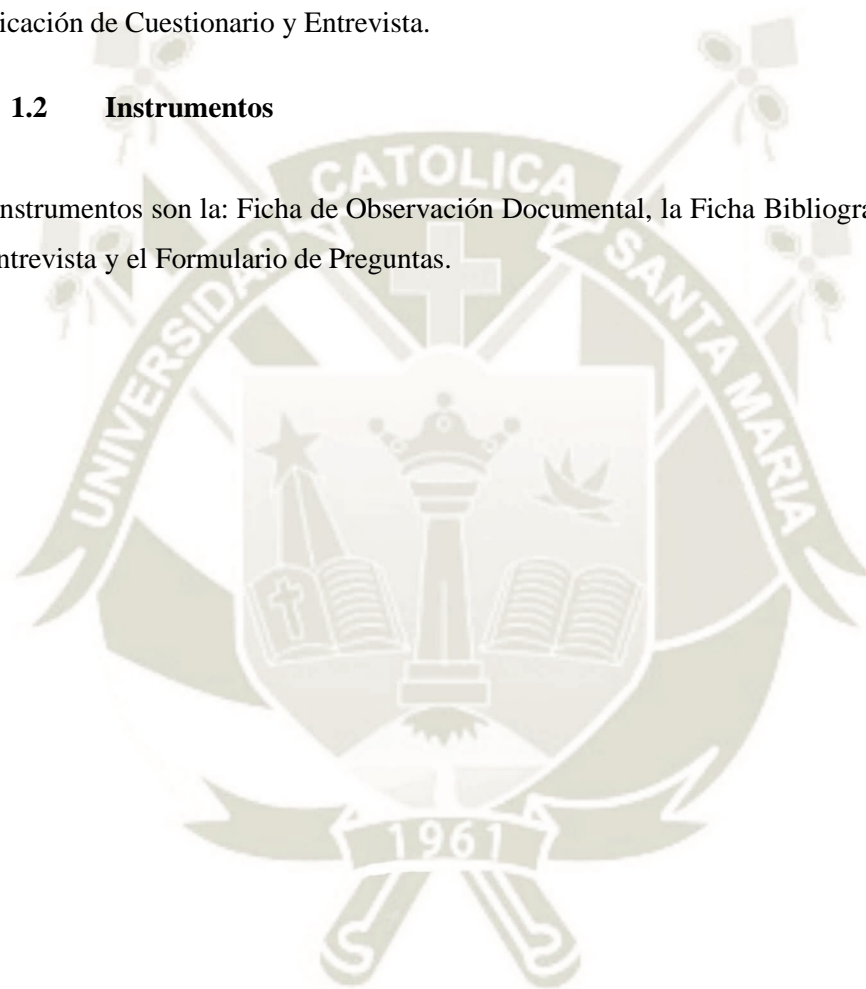 icación de Cuestionario y Entrevista.
1.2 Instrumentos
nstrumentos son la: Ficha de Observación Documental, la Ficha Bibliográ
ntrevista y el Formulario de Preguntas.
UNIVERSIDAD CATOLICA SANTA MARIA
1961